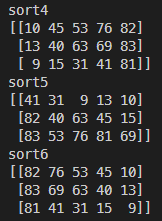 sort4
[[10 45 53 76 82]
 [13 40 63 69 83]
 [ 9 15 31 41 81]]
sort5
[[41 31  9 13 10]
 [82 40 63 45 15]
 [83 53 76 81 69]]
sort6
[[82 76 53 45 10]
 [83 69 63 40 13]
 [81 41 31 15  9]]